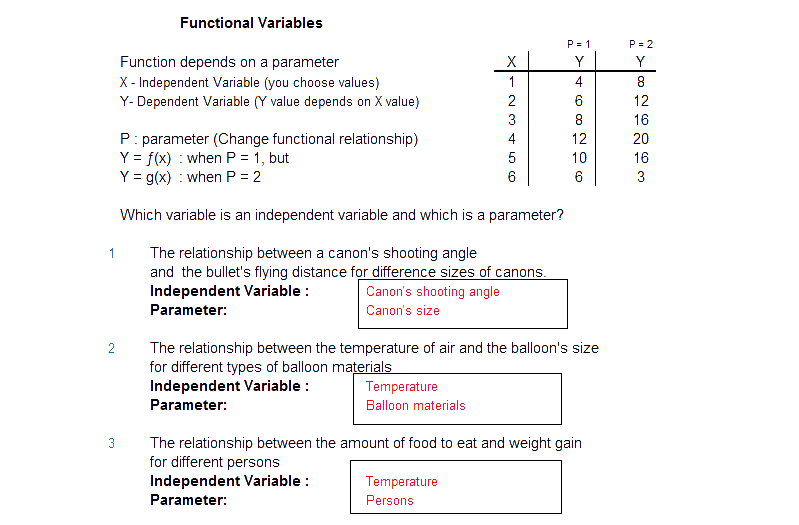 Functional Variables
P = 1 P = 2
Function depends on a parameter X Y Y
X - Independent Variable (you choose values) 1 4 8
Y- Dependent Variable (Y value depends on X value) 2 6 12
3 8 16
P : parameter (Change functional relationship) 4 12 20
Y = f(x) : when P = 1, but 5 10 16
Y = g(x) : when P = 2 6 6 3
Which variable is an independent variable and which is a parameter?
1 The relationship between a canon's shooting angle
and the bullet's flying distance for difference sizes of canons.
Independent Variable : Canon's shooting angle
Parameter: Canon's size
2 The relationship between the temperature of air and the balloon's size
for different types of balloon materials
Independent Variable : Temperature
Parameter: Balloon materials
3 The relationship between the amount of food to eat and weight gain
for different persons
Independent Variable : Temperature
Parameter: Persons